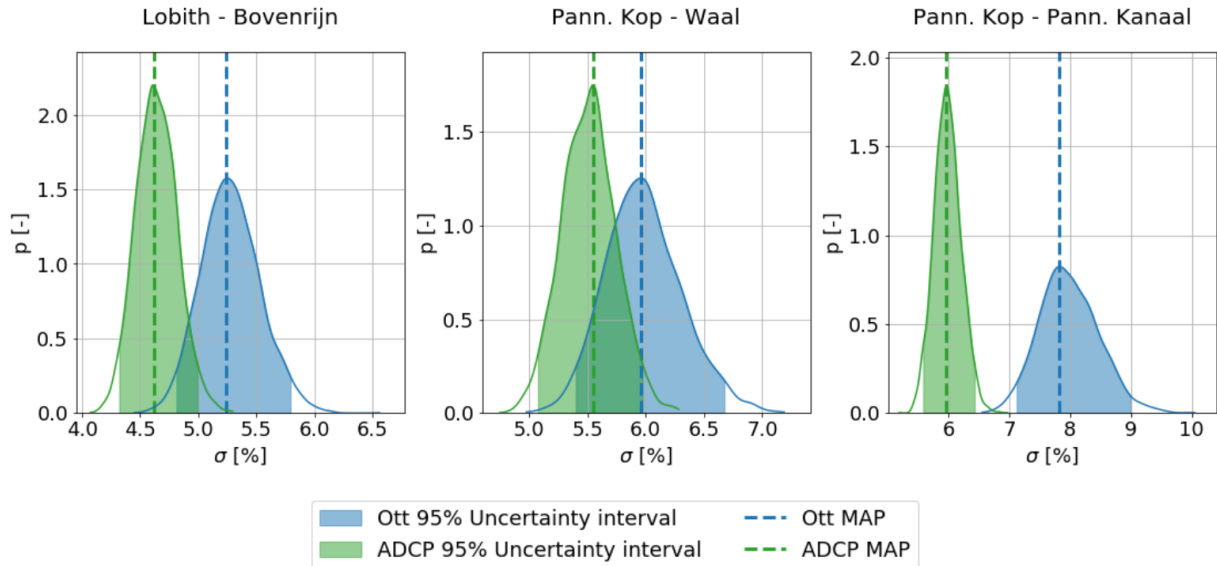 Lobith - Bovenrijn
Pann. Kop - Waal
Pann. Kop - Pann. Kanaal
p [-]
2.0
1.5
1.0
0.5
0.0
4.0 4.5 5.0 5.5 6.0 6.5
σ [%]
p [-]
1.5
1.0
0.5
0.0
5.0 5.5 6.0 6.5 7.0
σ [%]
p [-]
2.0
1.5
1.0
0.5
0.0
6 7 8 9 10
σ [%]
Ott 95% Uncertainty interval
ADCP 95% Uncertainty interval
Ott MAP
ADCP MAP